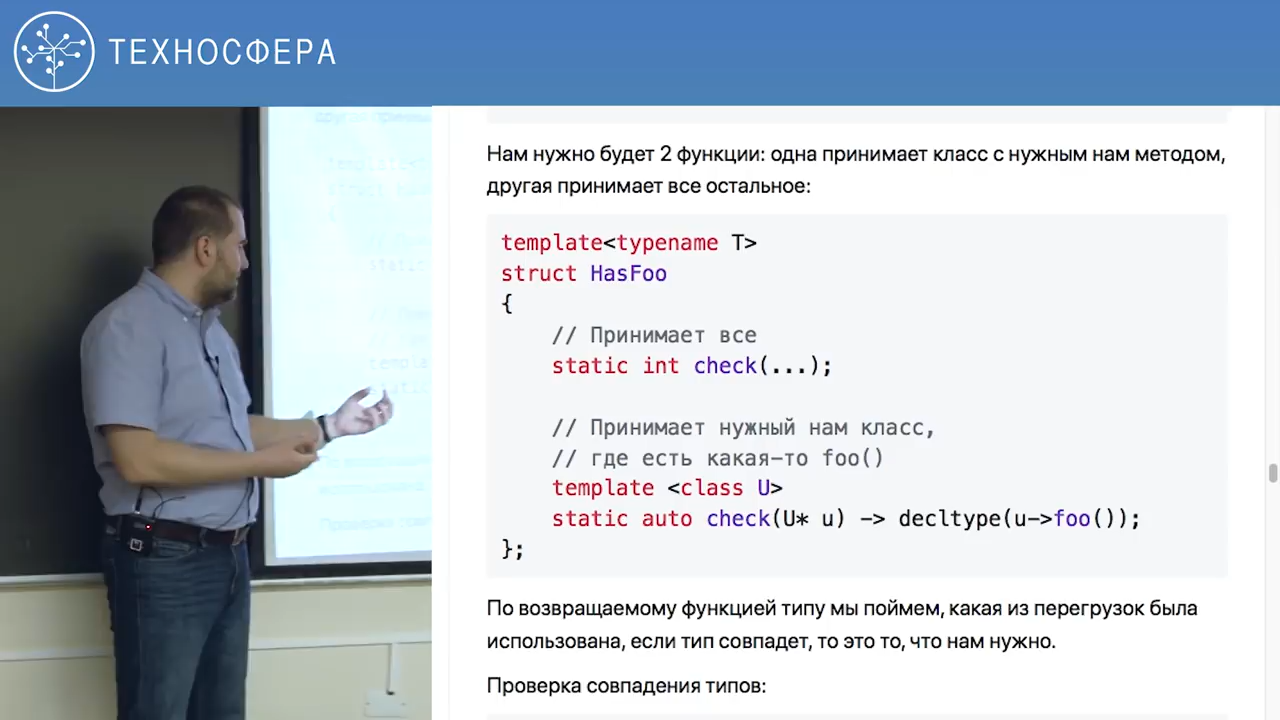 ТЕХНОСФЕРА
Нам нужно будет 2 функции: одна принимает класс с нужным нам методом,
другая принимает все остальное:
template<typename T>
struct HasFoo
{
    // Принимает все
    static int check(...);
    // Принимает нужный нам класс,
    // где есть какая-то foo()
    template <class U>
    static auto check(U* u) -> decltype(u->foo());
};
По возвращаемому функцией типу мы поймем, какая из перегрузок была
использована, если тип совпадет, то это то, что нам нужно.
Проверка совпадения типов: